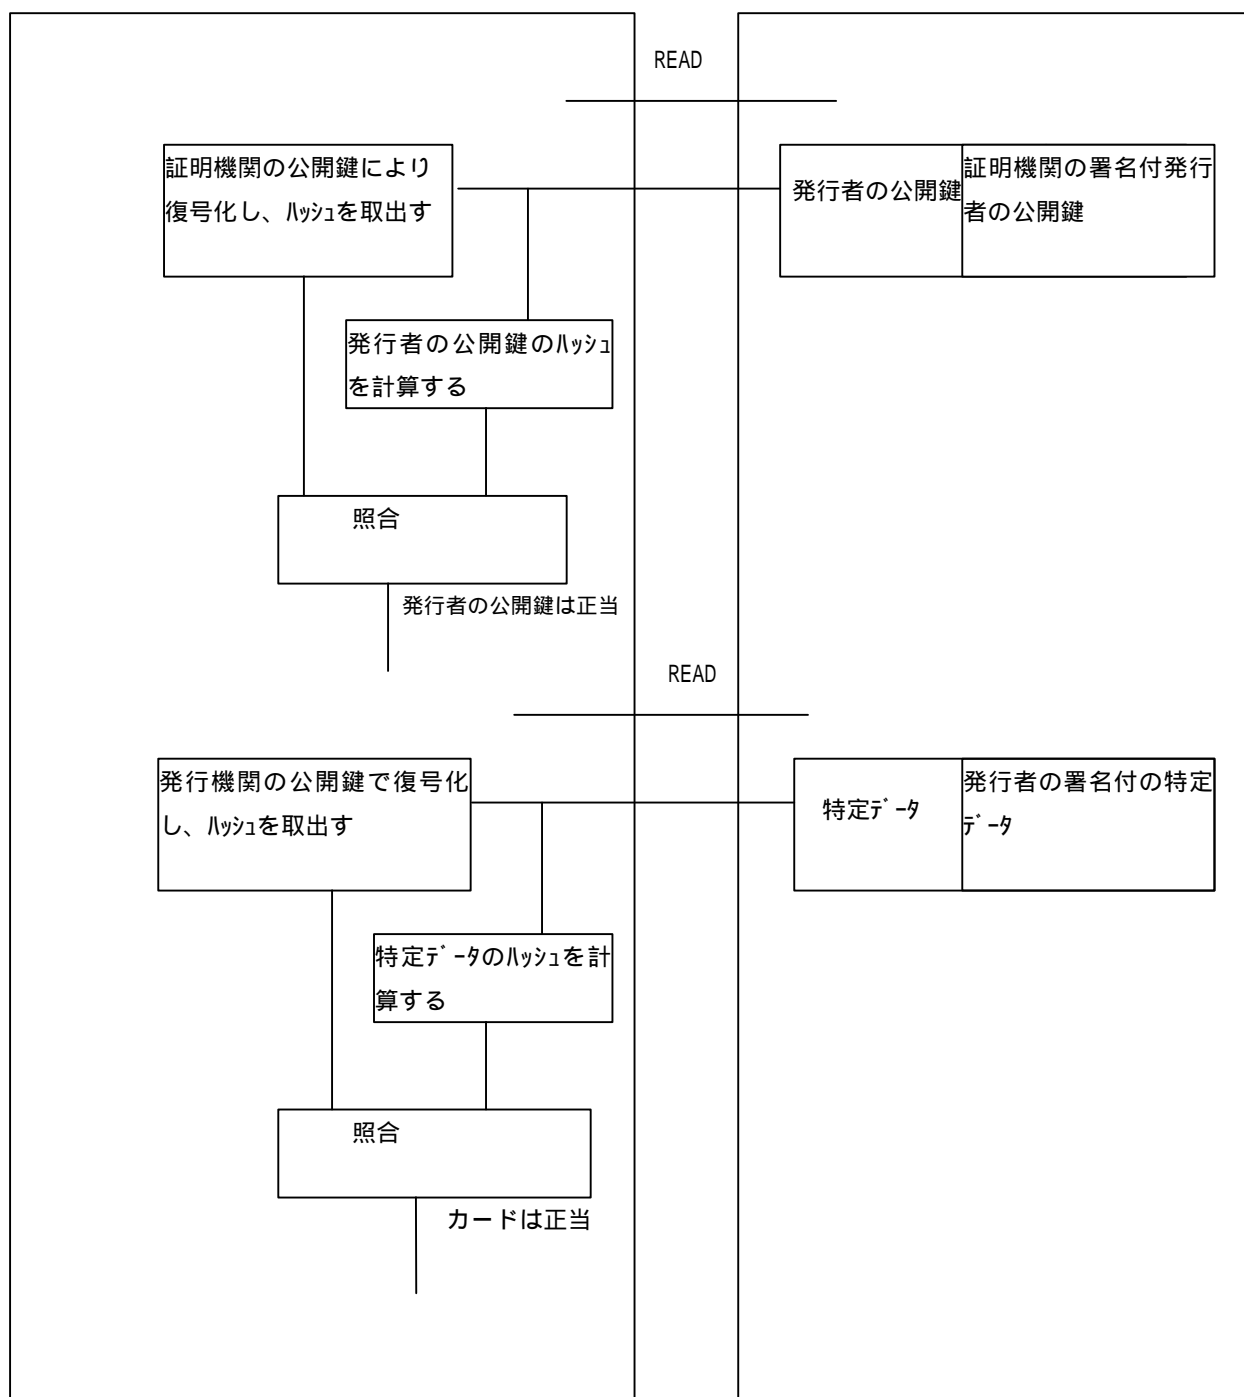 READ
証明機関の公開鍵により
復号化し、ﾊｯｼｭを取出す
発行者の公開鍵
証明機関の署名付発行
者の公開鍵
発行者の公開鍵のﾊｯｼｭ
を計算する
照合
発行者の公開鍵は正当
READ
発行機関の公開鍵で復号化
し、ﾊｯｼｭを取出す
特定ﾃﾞｰﾀ
発行者の署名付の特定
ﾃﾞｰﾀ
特定ﾃﾞｰﾀのﾊｯｼｭを計
算する
照合
カードは正当